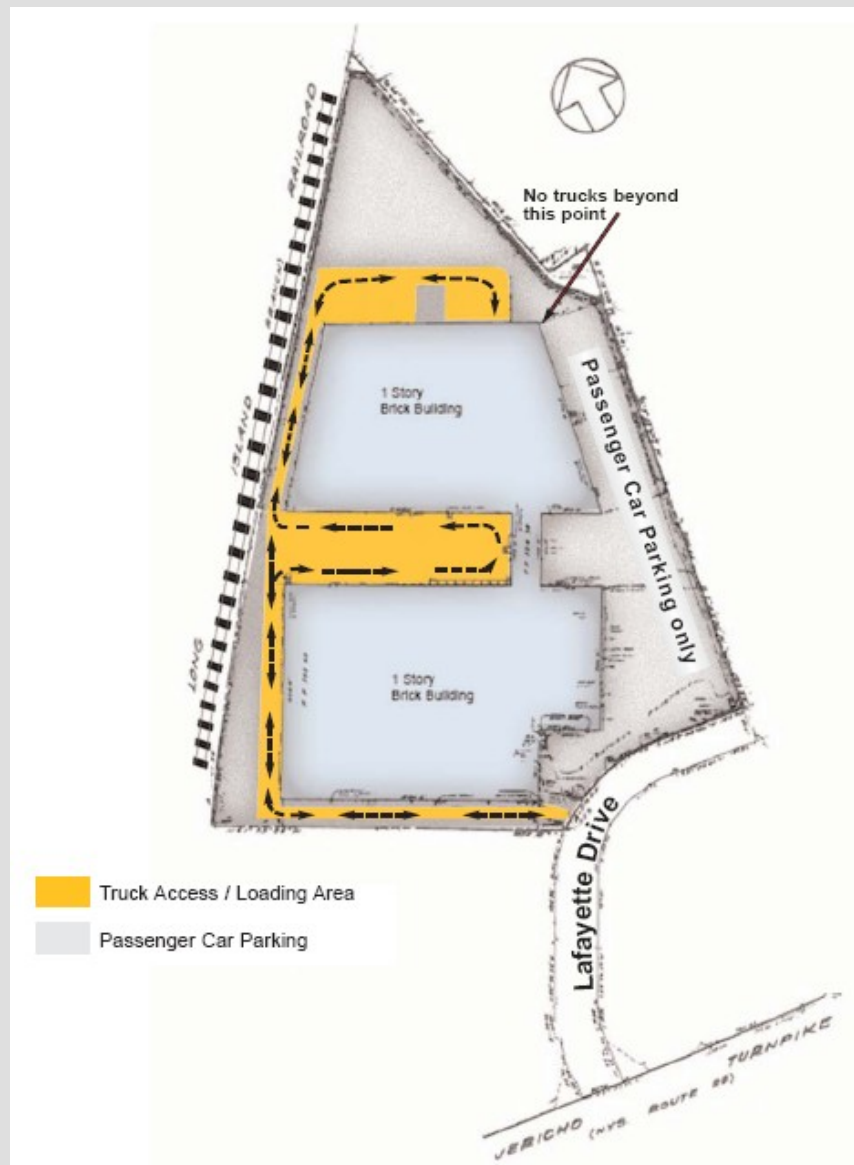 No trucks beyond
this point
RAILROAD
ISLAND
LONG
1 Story
Brick Building
Passenger Car Parking only
1 Story
Brick Building
Lafayette Drive
Truck Access / Loading Area
Passenger Car Parking
JERICHO TURNPIKE